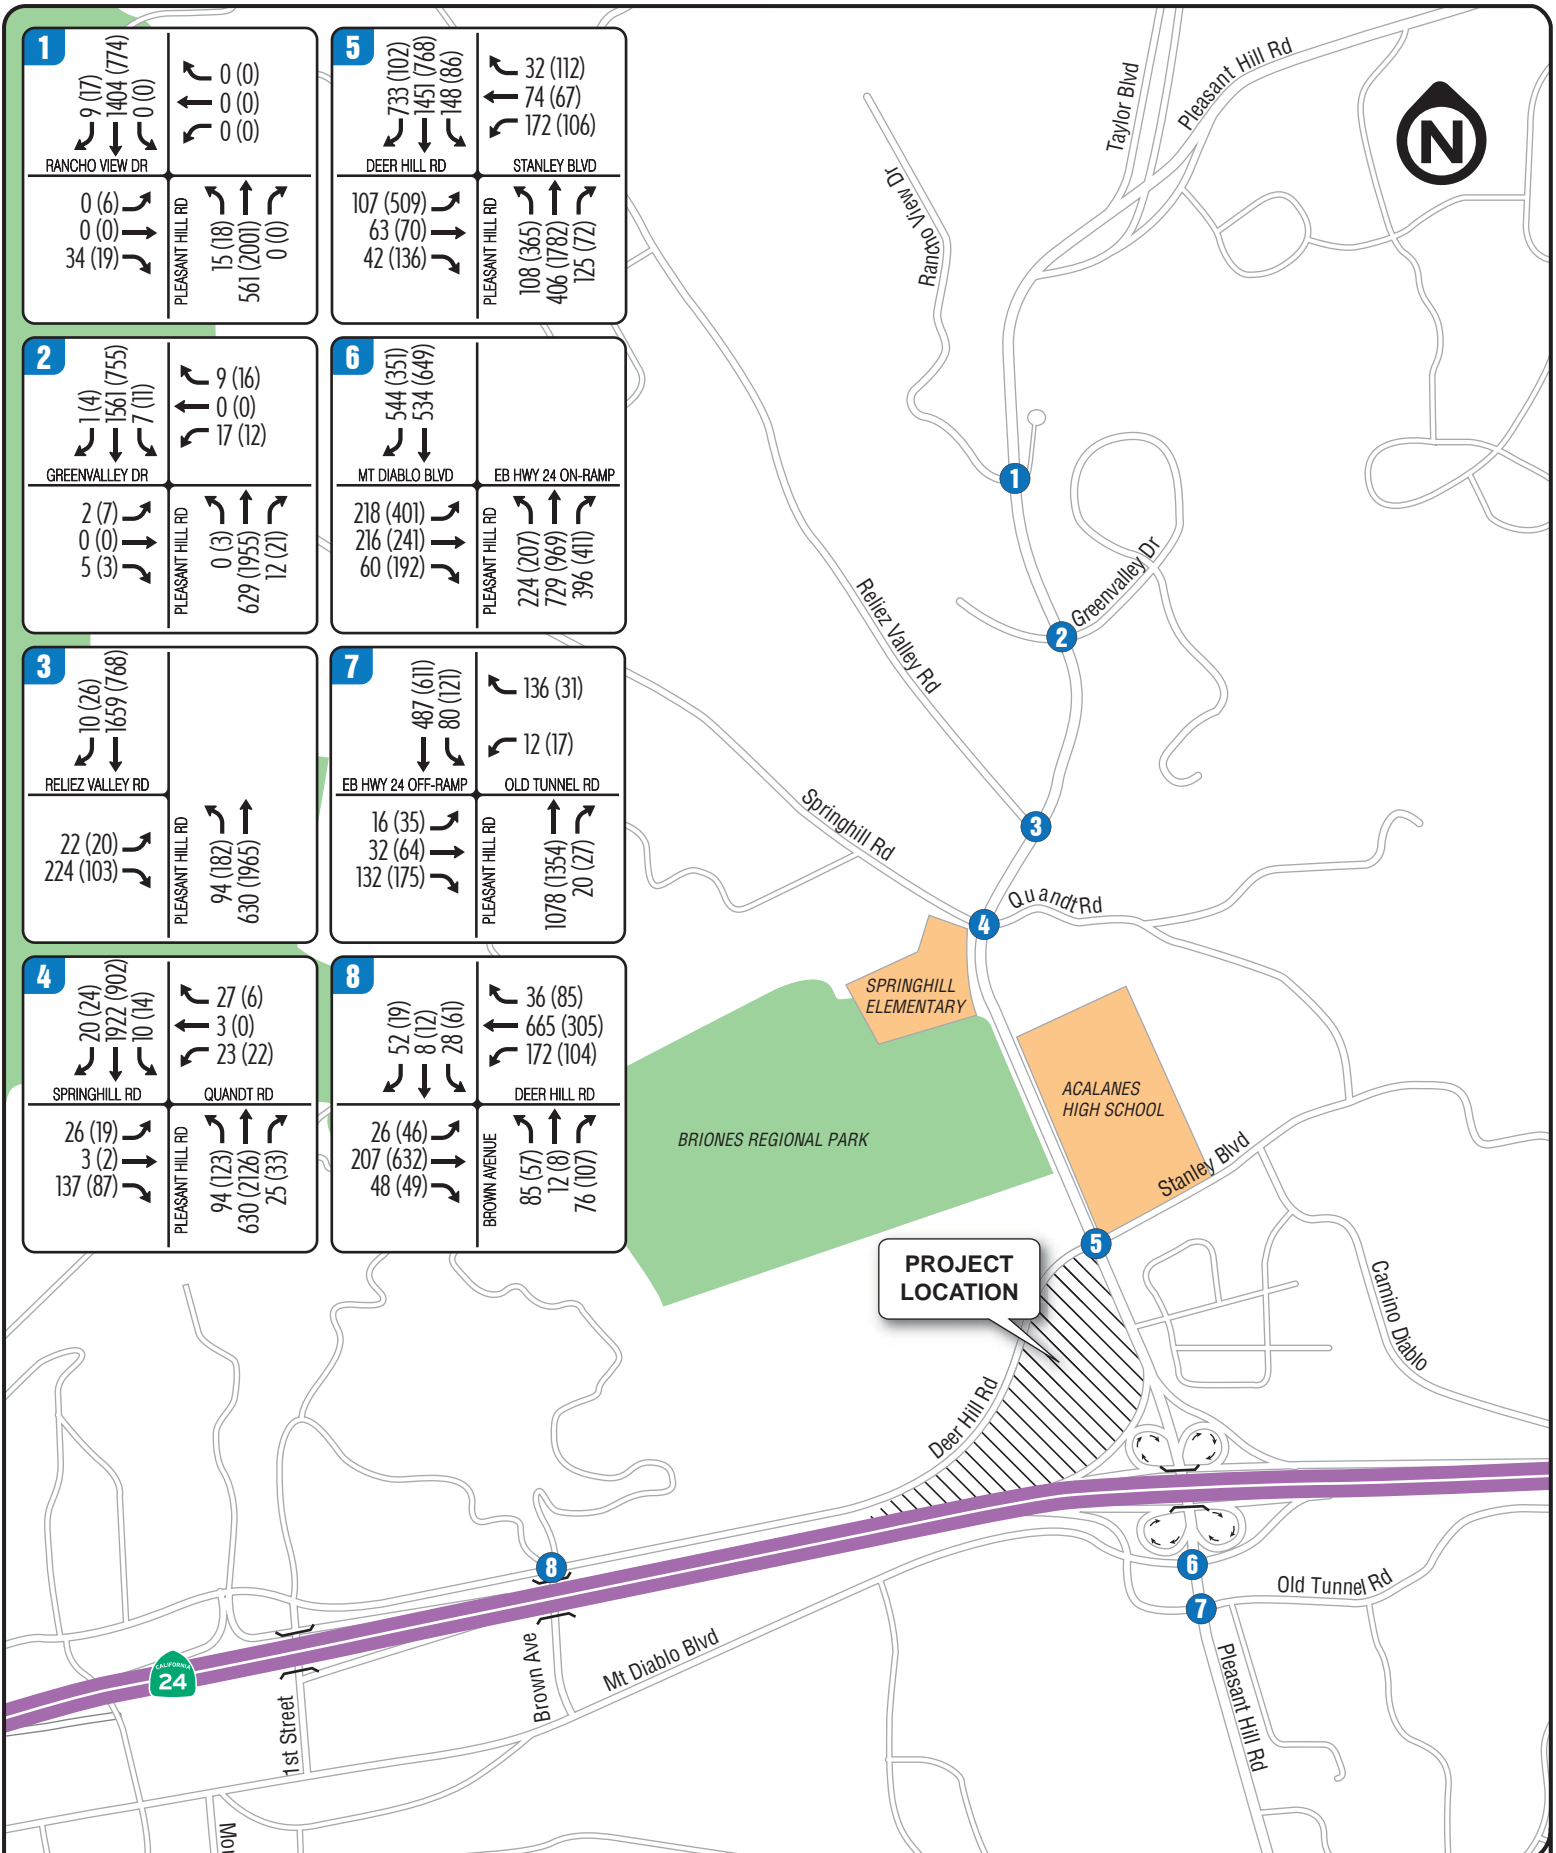 1
9 (17)
1404 (774)
0 (0)
0 (0)
0 (0)
0 (0)
RANCHO VIEW DR
0 (6)
0 (0)
34 (19)
PLEASANT HILL RD
15 (18)
561 (2001)
0 (0)
5
733 (102)
1451 (768)
148 (86)
32 (112)
74 (67)
172 (106)
DEER HILL RD
STANLEY BLVD
107 (509)
63 (70)
42 (136)
PLEASANT HILL RD
108 (365)
406 (1782)
125 (72)
2
1 (4)
1561 (755)
7 (11)
9 (16)
0 (0)
17 (12)
GREENVALLEY DR
2 (7)
0 (0)
5 (3)
PLEASANT HILL RD
0 (3)
629 (1955)
12 (21)
6
544 (351)
534 (649)
MT DIABLO BLVD
EB HWY 24 ON-RAMP
218 (401)
216 (241)
60 (192)
PLEASANT HILL RD
224 (207)
729 (969)
396 (411)
3
10 (26)
1659 (768)
RELIEZ VALLEY RD
22 (20)
224 (103)
PLEASANT HILL RD
94 (182)
630 (1965)
7
487 (611)
80 (121)
136 (31)
12 (17)
EB HWY 24 OFF-RAMP
OLD TUNNEL RD
16 (35)
32 (64)
132 (175)
PLEASANT HILL RD
1078 (1354)
20 (27)
4
20 (24)
1922 (902)
10 (14)
27 (6)
3 (0)
23 (22)
SPRINGHILL RD
QUANDT RD
26 (19)
3 (2)
137 (87)
PLEASANT HILL RD
94 (123)
630 (2126)
25 (33)
8
52 (19)
8 (12)
28 (61)
36 (85)
665 (305)
172 (104)
DEER HILL RD
26 (46)
207 (632)
48 (49)
BROWN AVENUE
85 (57)
12 (8)
76 (107)
Taylor Blvd
Pleasant Hill Rd
N
Rancho View Dr
1
Greenvalley Dr
2
Reliez Valley Rd
3
Springhill Rd
Quandt Rd
4
SPRINGHILL
ELEMENTARY
ACALANES
HIGH SCHOOL
BRIONES REGIONAL PARK
Stanley Blvd
5
PROJECT
LOCATION
Camino Diablo
Deer Hill Rd
8
6
Old Tunnel Rd
7
Brown Ave
Mt Diablo Blvd
Pleasant Hill Rd
CALIFORNIA
24
1st Street